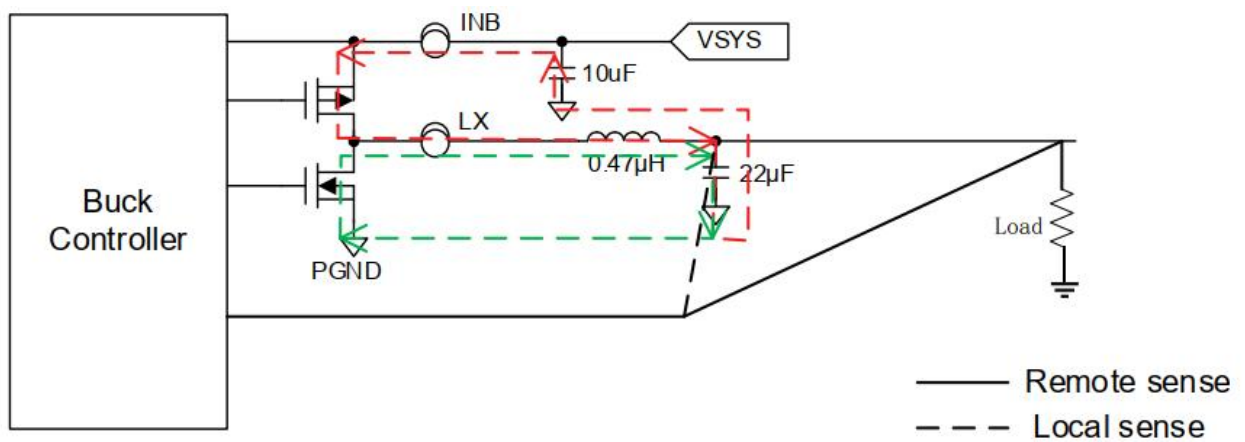 INB
VSYS
10uF
LX
0.47µH
22µF
Buck
Controller
Load
PGND
Remote sense
Local sense